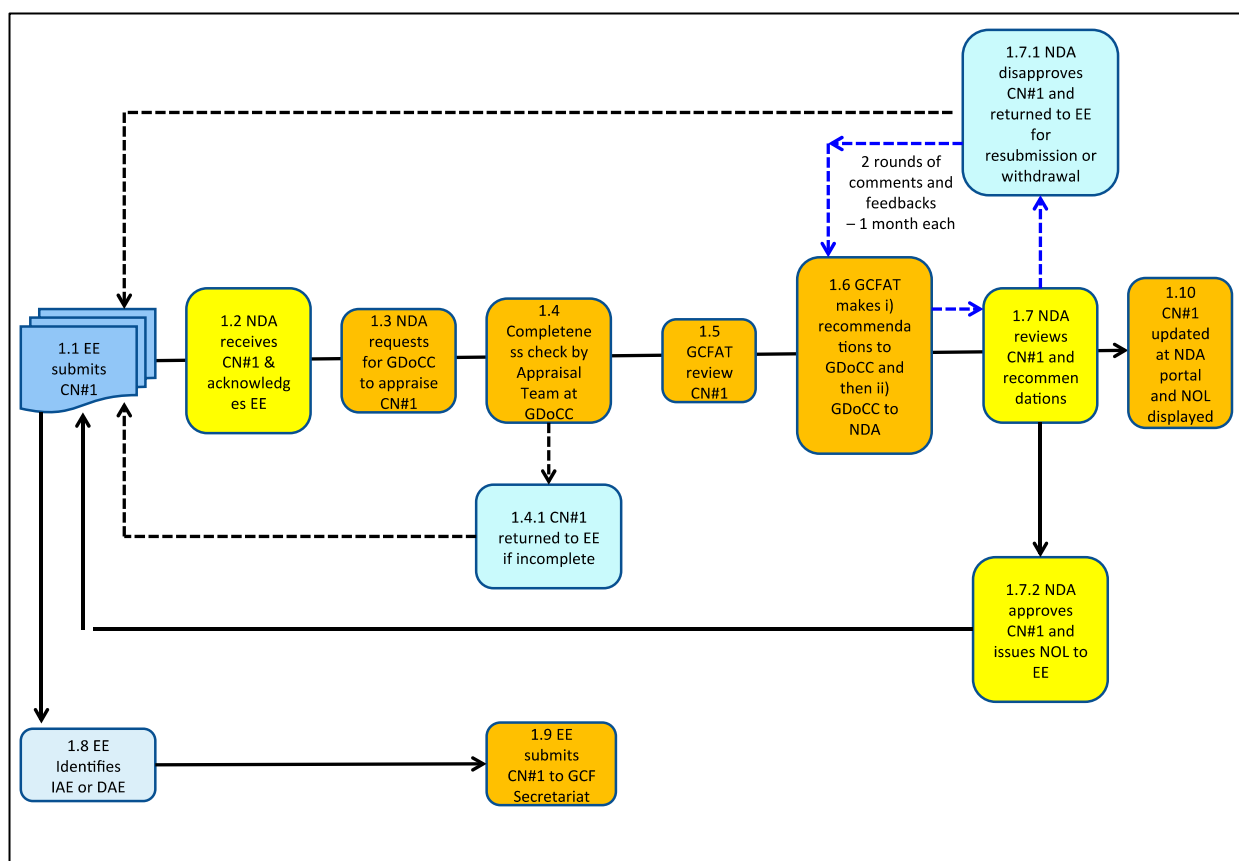 1.7.1 NDA
disapproves
CN#1 and
returned to EE
for
resubmission or
withdrawal
2 rounds of
comments and
feedbacks
– 1 month each
1.1 EE
submits
CN#1
1.2 NDA
receives
CN#1 &
acknowledg
es EE
1.3 NDA
requests
for GDoCC
to appraise
CN#1
1.4
Completene
ss check by
Appraisal
Team at
GDoCC
1.5
GCFAT
review
CN#1
1.6 GCFAT
makes i)
recommenda
tions to
GDoCC and
then ii)
GDoCC to
NDA
1.7 NDA
reviews
CN#1 and
recommen
dations
1.10
CN#1
updated
at NDA
portal
and NOL
displayed
1.4.1 CN#1
returned to EE
if incomplete
1.7.2 NDA
approves
CN#1 and
issues NOL to
EE
1.8 EE
Identifies
IAE or DAE
1.9 EE
submits
CN#1 to GCF
Secretariat